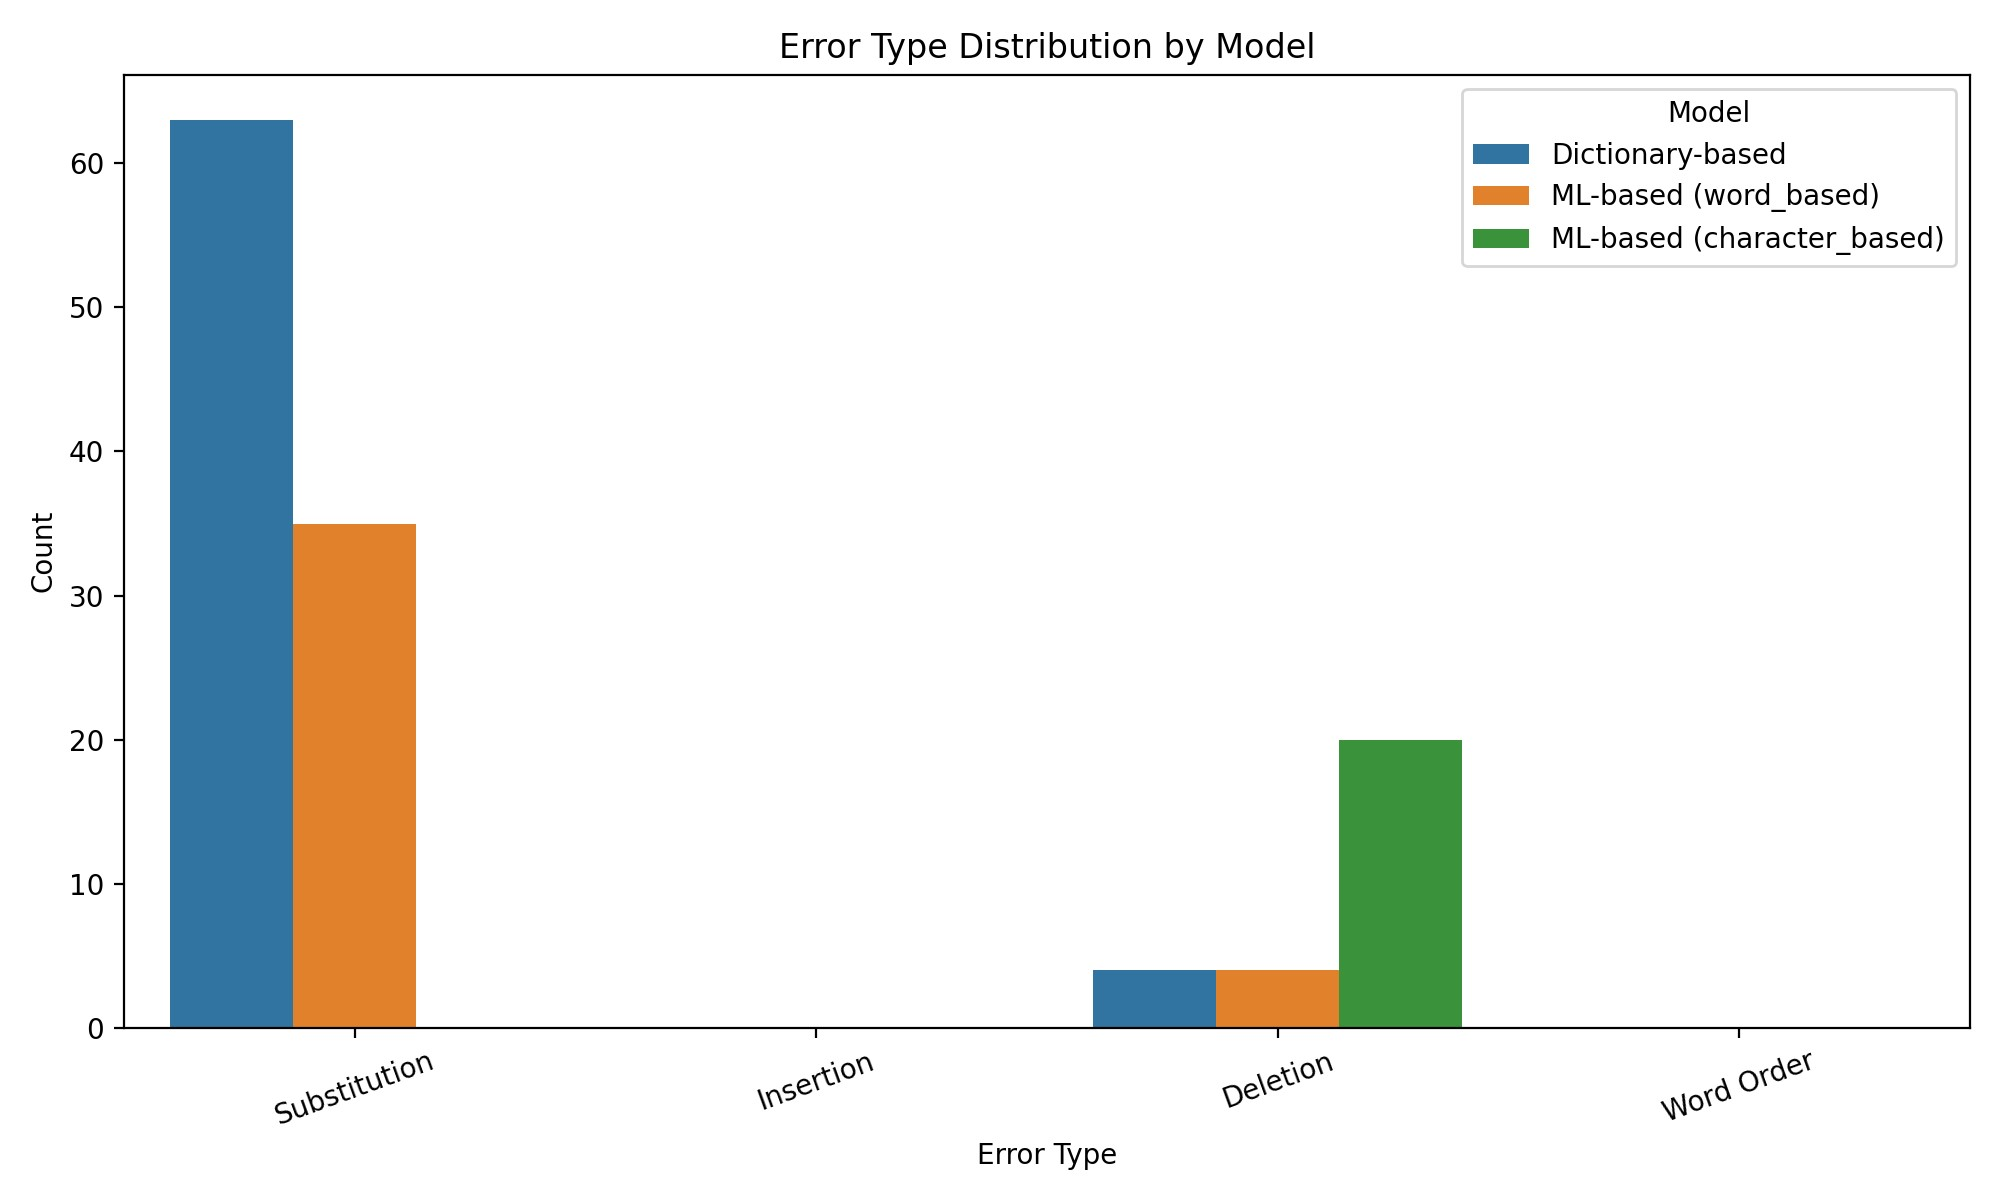 Error Type Distribution by Model
Model
Dictionary-based
ML-based (word_based)
ML-based (character_based)
60
50
40
30
20
10
0
Count
Substitution
Insertion
Deletion
Word Order
Error Type